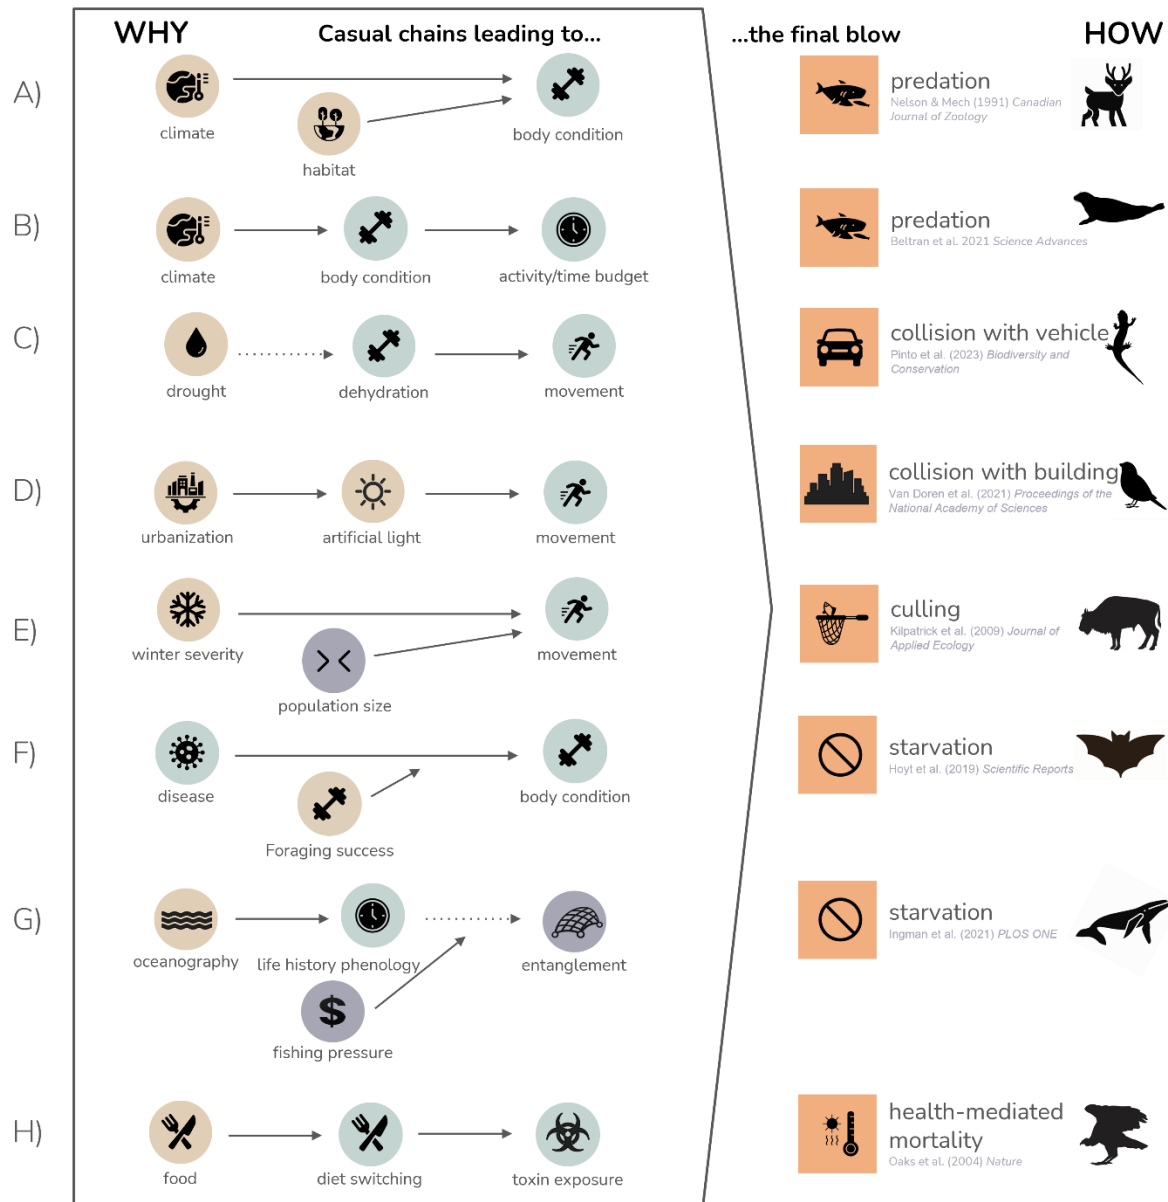 WHY
Casual chains leading to...
...the final blow
HOW
A)
climate
habitat
body condition
predation
Nelson & Mech (1991) Canadian
Journal of Zoology
B)
climate
body condition
activity/time budget
predation
Beltran et al. 2021 Science Advances
C)
drought
dehydration
movement
collision with vehicle
Pinto et al. (2023) Biodiversity and
Conservation
D)
urbanization
artificial light
movement
collision with building
Van Doren et al. (2021) Proceedings of the
National Academy of Sciences
E)
winter severity
population size
movement
culling
Kilpatrick et al. (2009) Journal of
Applied Ecology
F)
disease
Foraging success
body condition
starvation
Hoyt et al. (2019) Scientific Reports
G)
oceanography
life history phenology
$
fishing pressure
entanglement
starvation
Ingman et al. (2021) PLOS ONE
H)
food
diet switching
toxin exposure
health-mediated
mortality
Oaks et al. (2004) Nature